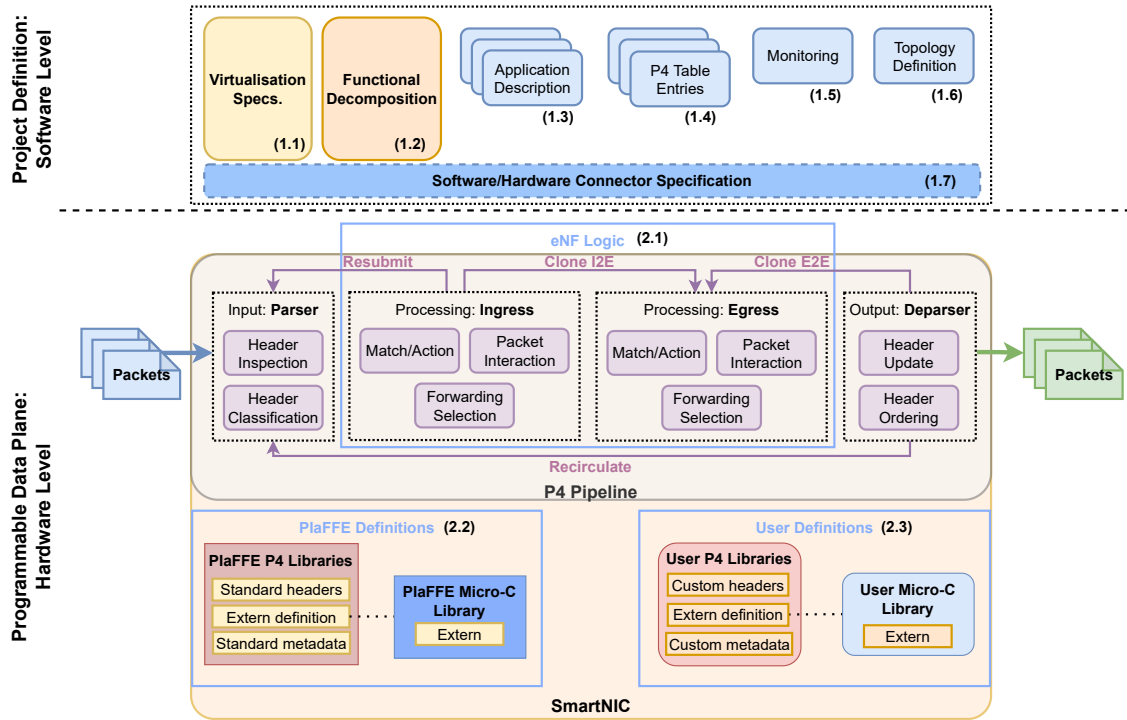 Project Definition:
Software Level
Virtualisation
Specs.
(1.1)
Functional
Decomposition
(1.2)
Application
Description
(1.3)
P4 Table
Entries
(1.4)
Monitoring
(1.5)
Topology
Definition
(1.6)
Software/Hardware Connector Specification
(1.7)
Programmable Data Plane:
Hardware Level
eNF Logic
(2.1)
Resubmit
Clone I2E
Clone E2E
Packets
Input: Parser
Header
Inspection
Header
Classification
Processing: Ingress
Match/Action
Packet
Interaction
Forwarding
Selection
Processing: Egress
Match/Action
Packet
Interaction
Forwarding
Selection
Output: Deparser
Header
Update
Header
Ordering
Packets
Recirculate
P4 Pipeline
PlaFFE Definitions
(2.2)
PlaFFE P4 Libraries
Standard headers
Extern definition
Standard metadata
PlaFFE Micro-C
Library
Extern
User Definitions
(2.3)
User P4 Libraries
Custom headers
Extern definition
Custom metadata
User Micro-C
Library
Extern
SmartNIC